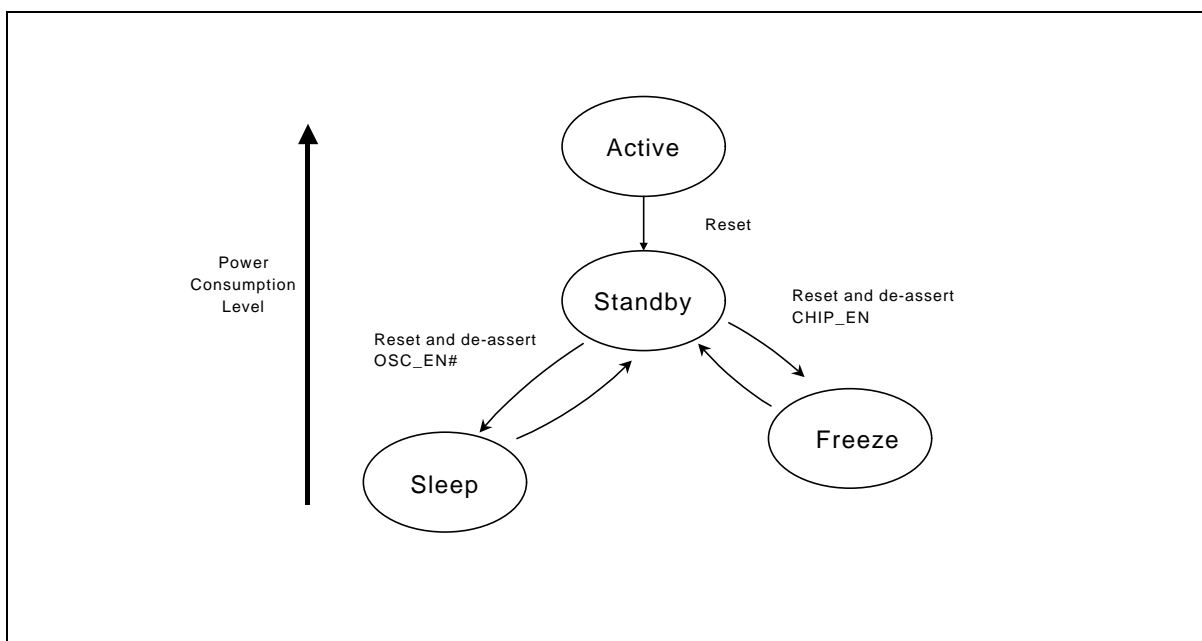 Active
Reset
Power
Consumption
Level
Standby
Reset and de-assert
CHIP_EN
Reset and de-assert
OSC_EN#
Freeze
Sleep